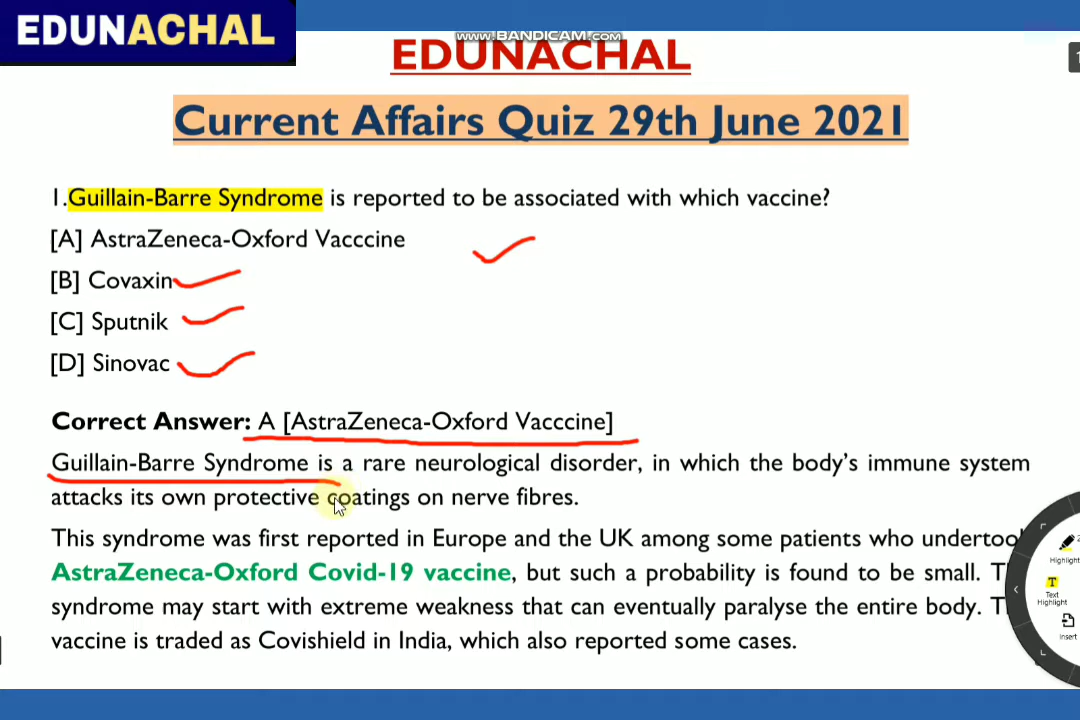 EDUNACHAL
www.BANDICAM.com
EDUNACHAL
Current Affairs Quiz 29th June 2021
1.Guillain-Barre Syndrome is reported to be associated with which vaccine?
[A] AstraZeneca-Oxford Vacccine
[B] Covaxin
[C] Sputnik
[D] Sinovac
Correct Answer: A [AstraZeneca-Oxford Vacccine]
Guillain-Barre Syndrome is a rare neurological disorder, in which the body's immune system
attacks its own protective coatings on nerve fibres.
This syndrome was first reported in Europe and the UK among some patients who undertoo
AstraZeneca-Oxford Covid-19 vaccine, but such a probability is found to be small. T
syndrome may start with extreme weakness that can eventually paralyse the entire body. T
vaccine is traded as Covishield in India, which also reported some cases.
Highlight
Text
Highlight
Insert